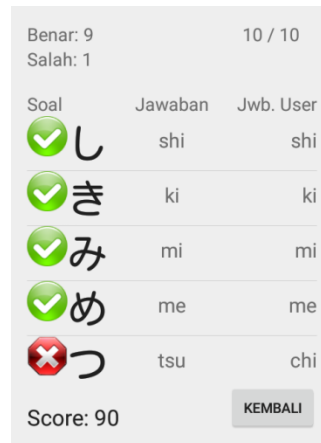 Benar: 9 10 / 10
Salah: 1
Soal Jawaban Jwb. User
し shi shi
き ki ki
み mi mi
め me me
つ tsu chi
Score: 90 KEMBALI